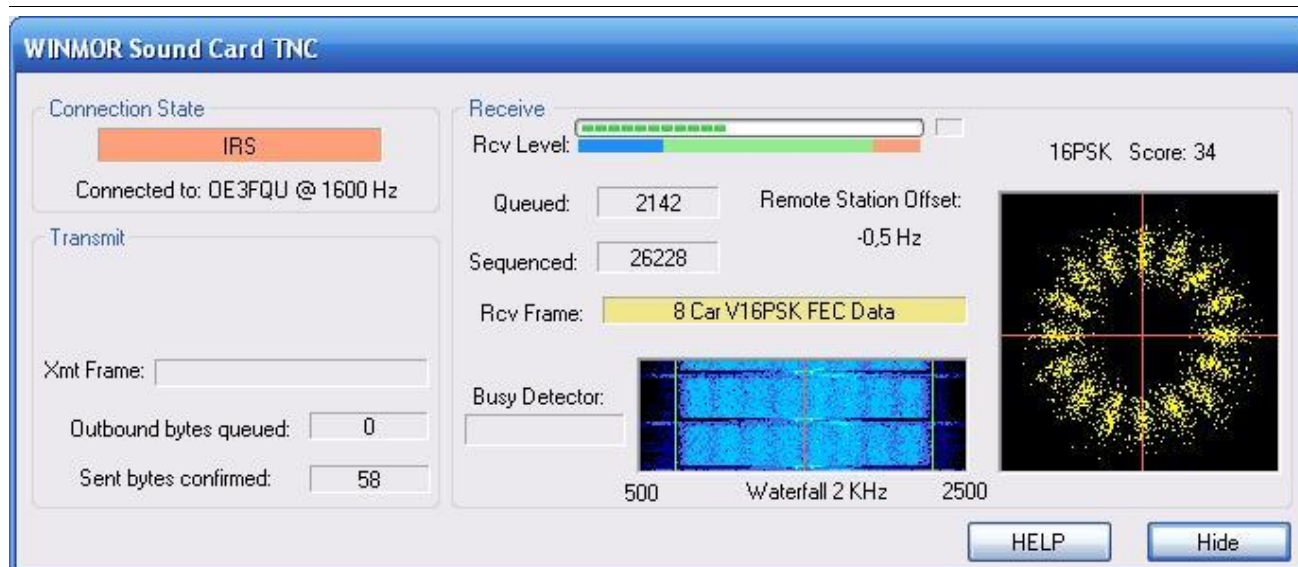 WINMOR Sound Card TNC
Connection State
IRS
Connected to: OE3FQU @ 1600 Hz
Transmit
Xmt Frame:
Outbound bytes queued: 0
Sent bytes confirmed: 58
Receive
Rcv Level:
Queued: 2142
Sequenced: 26228
Remote Station Offset:
-0,5 Hz
Rcv Frame: 8 Car V16PSK FEC Data
Busy Detector:
500 Waterfall 2 KHz 2500
16PSK Score: 34
HELP Hide